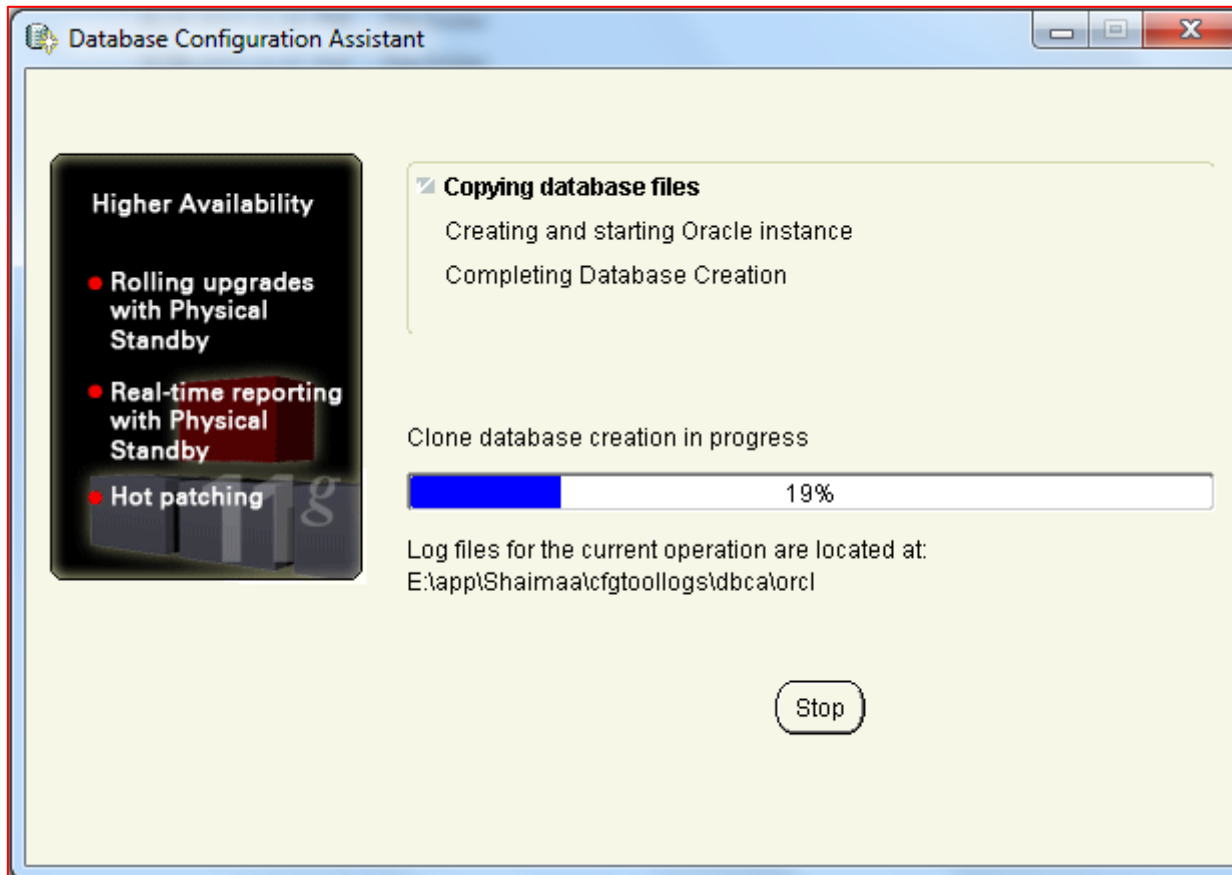 Database Configuration Assistant
Higher Availability
Rolling upgrades
with Physical
Standby
Real-time reporting
with Physical
Standby
Hot patching
11g
Copying database files
Creating and starting Oracle instance
Completing Database Creation
Clone database creation in progress
19%
Log files for the current operation are located at:
E:\app\Shaimaa\cfgtoollogs\dbca\orcl
Stop